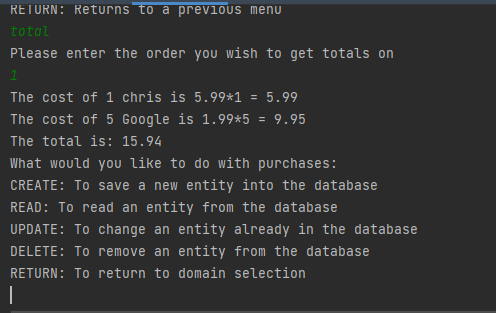 RETURN: Returns to a previous menu
total
Please enter the order you wish to get totals on
1
The cost of 1 chris is 5.99*1 = 5.99
The cost of 5 Google is 1.99*5 = 9.95
The total is: 15.94
What would you like to do with purchases:
CREATE: To save a new entity into the database
READ: To read an entity from the database
UPDATE: To change an entity already in the database
DELETE: To remove an entity from the database
RETURN: To return to domain selection